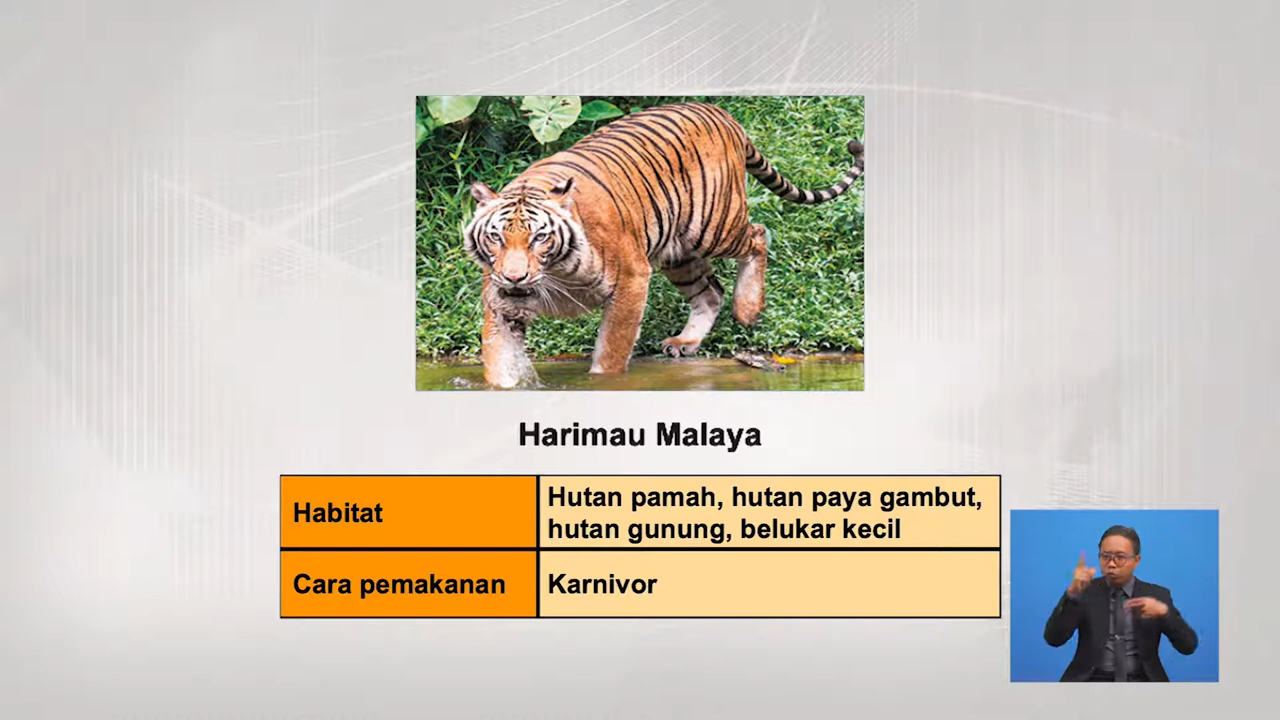 Harimau Malaya
Habitat
Hutan pamah, hutan paya gambut,
hutan gunung, belukar kecil
Cara pemakanan
Karnivor